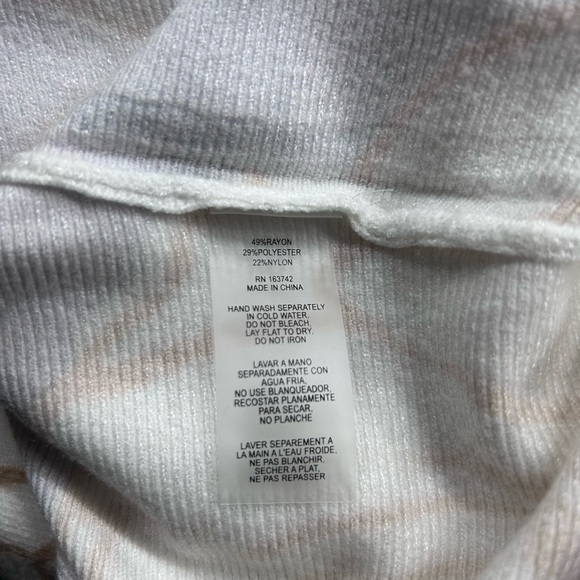 49%RAYON
29%POLYESTER
22%NYLON
RN 163742
MADE IN CHINA
HAND WASH SEPARATELY
IN COLD WATER.
DO NOT BLEACH,
LAY FLAT TO DRY.
DO NOT IRON
LAVAR A MANO
SEPARADAMENTE CON
AGUA FRIA,
NO USE BLANQUEADOR,
RECOSTAR PLANAMENTE
PARA SECAR,
NO PLANCHE
LAVER SEPAREMENT A
LA MAIN A L'EAU FROIDE,
NE PAS BLANCHIR.
SECHER A PLAT,
NE PAS REPASSER